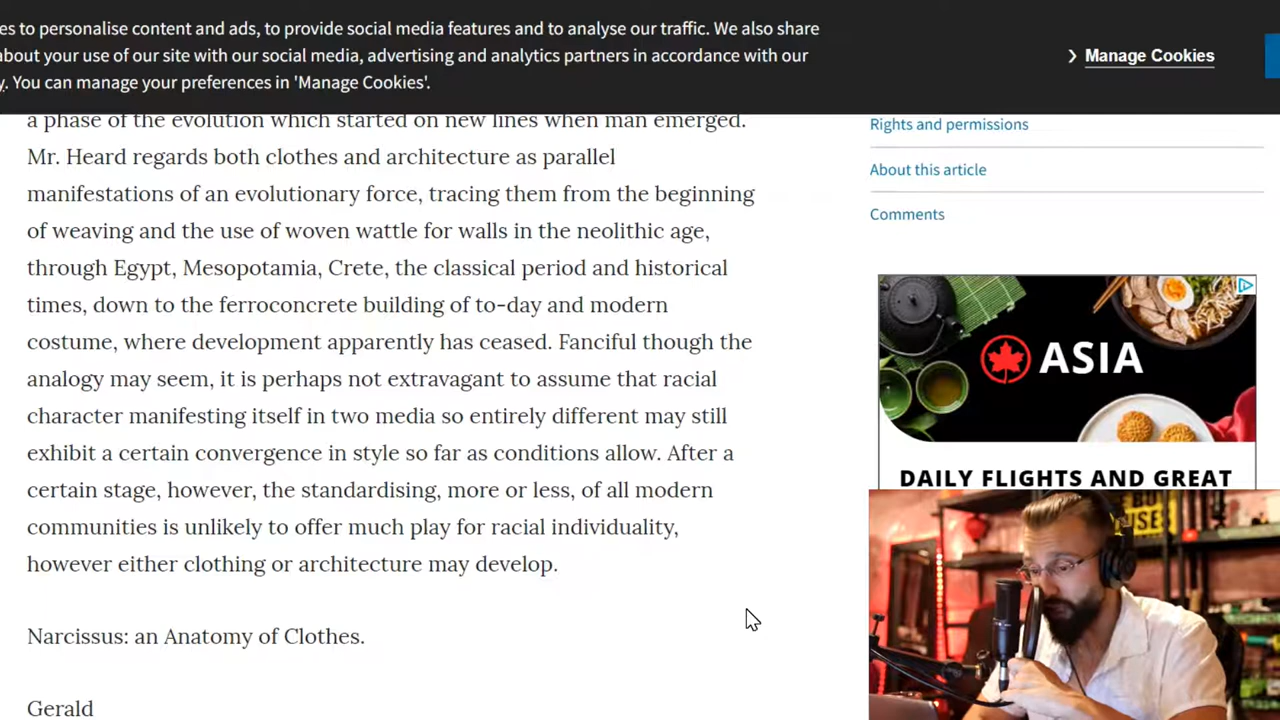 es to personalise content and ads, to provide social media features and to analyse our traffic. We also share
about your use of our site with our social media, advertising and analytics partners in accordance with our
y. You can manage your preferences in 'Manage Cookies'.
Manage Cookies
a phase of the evolution which started on new lines when man emerged.
Mr. Heard regards both clothes and architecture as parallel
manifestations of an evolutionary force, tracing them from the beginning
of weaving and the use of woven wattle for walls in the neolithic age,
through Egypt, Mesopotamia, Crete, the classical period and historical
times, down to the ferroconcrete building of to-day and modern
costume, where development apparently has ceased. Fanciful though the
analogy may seem, it is perhaps not extravagant to assume that racial
character manifesting itself in two media so entirely different may still
exhibit a certain convergence in style so far as conditions allow. After a
certain stage, however, the standardising, more or less, of all modern
communities is unlikely to offer much play for racial individuality,
however either clothing or architecture may develop.
Narcissus: an Anatomy of Clothes.
Gerald
Rights and permissions
About this article
Comments
ASIA
DAILY FLIGHTS AND GREAT